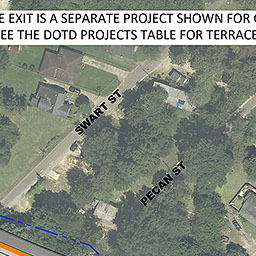 E EXIT IS A SEPARATE PROJECT SHOWN FOR
EE THE DOTD PROJECTS TABLE FOR TERRACE
SWART ST
PECAN ST